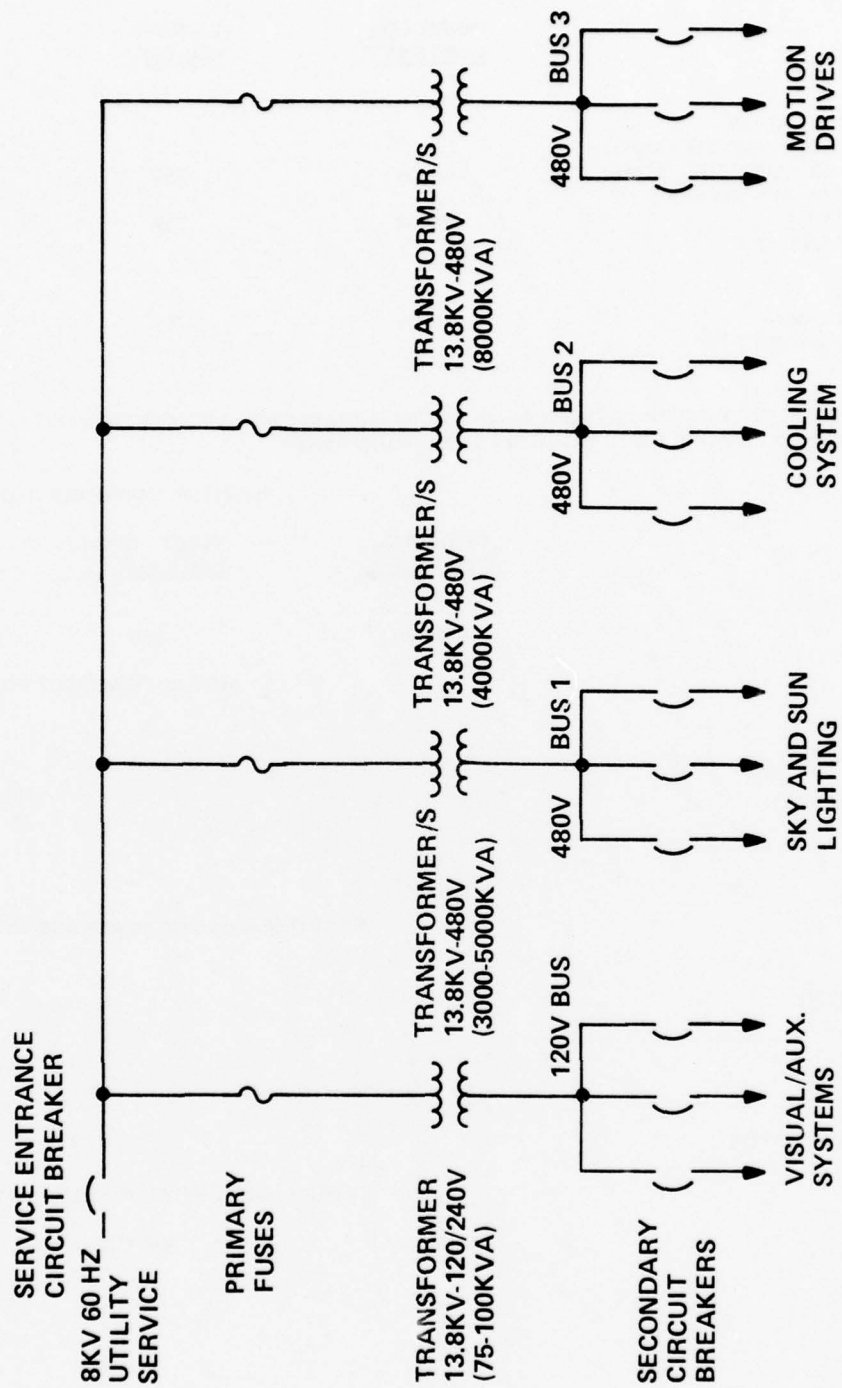 SERVICE ENTRANCE
CIRCUIT BREAKER
8KV 60 HZ
UTILITY
SERVICE
PRIMARY
FUSES
TRANSFORMER
13.8KV-120/240V
(75-100KVA)
TRANSFORMER/S
13.8KV-480V
(3000-5000KVA)
TRANSFORMER/S
13.8KV-480V
(4000KVA)
TRANSFORMER/S
13.8KV-480V
(8000KVA)
120V BUS
480V
BUS 1
480V
BUS 2
480V
BUS 3
SECONDARY
CIRCUIT
BREAKERS
VISUAL/AUX.
SYSTEMS
SKY AND SUN
LIGHTING
COOLING
SYSTEM
MOTION
DRIVES